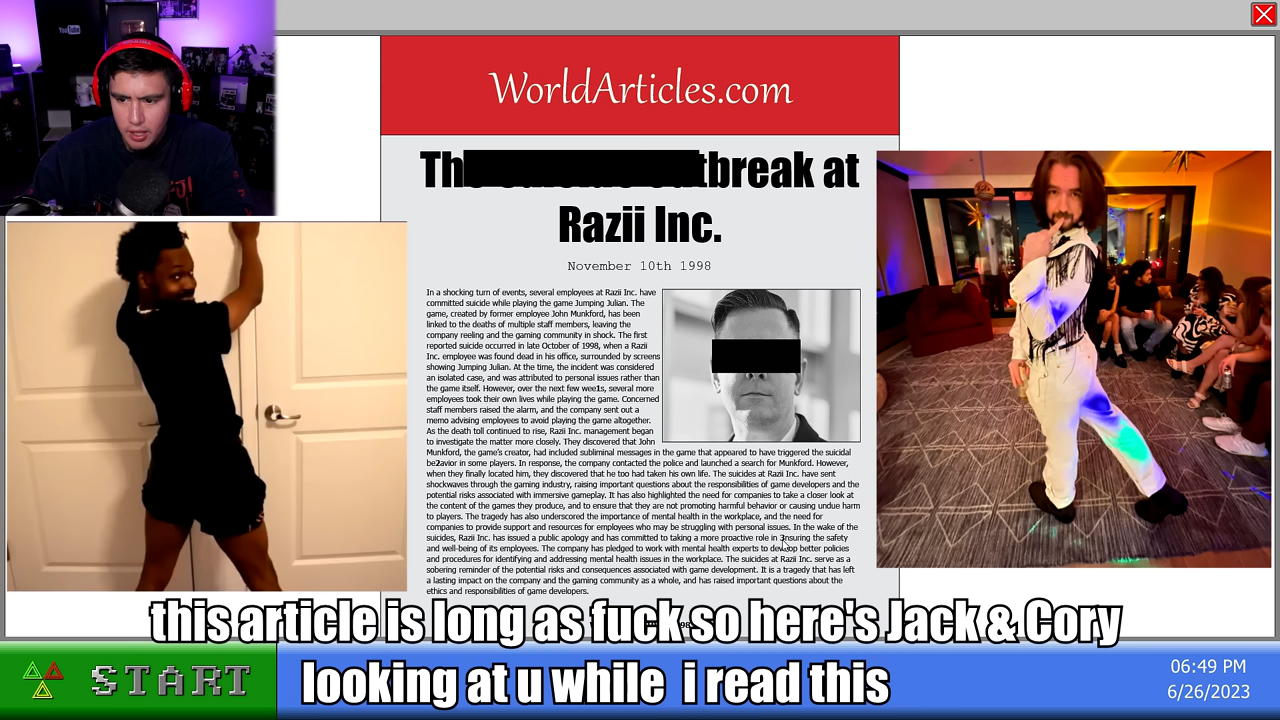 WorldArticles.com
Th tbreak at
Razii Inc.
November 10th 1998
In a shocking turn of events, several employees at Razii Inc. have
committed suicide while playing the game Jumping Julian. The
game, created by former employee John Munkford, has been
linked to the deaths of multiple staff members, leaving the
company reeling and the gaming community in shock. The first
reported suicide occurred in late October of 1998, when a Razii
Inc. employee was found dead in his office, surrounded by screens
showing Jumping Julian. At the time, the incident was considered
an isolated case, and was attributed to personal issues rather than
the game itself. However, over the next few wee1s, several more
employees took their own lives while playing the game. Concerned
staff members raised the alarm, and the company sent out a
memo advising employees to avoid playing the game altogether.
As the death toll continued to rise, Razii Inc. management began
to investigate the matter more closely. They discovered that John
Munkford, the game's creator, had included subliminal messages in the game that appeared to have triggered the suicidal
be2avior in some players. In response, the company contacted the police and launched a search for Munkford. However,
when they finally located him, they discovered that he too had taken his own life. The suicides at Razii Inc. have sent
shockwaves through the gaming industry, raising important questions about the responsibilities of game developers and the
potential risks associated with immersive gameplay. It has also highlighted the need for companies to take a closer look at
the content of the games they produce, and to ensure that they are not promoting harmful behavior or causing undue harm
to players. The tragedy has also underscored the importance of mental health in the workplace, and the need for
companies to provide support and resources for employees who may be struggling with personal issues. In the wake of the
suicides, Razii Inc. has issued a public apology and has committed to taking a more proactive role in 3nsuring the safety
and well-being of its employees. The company has pledged to work with mental health experts to develop better policies
and procedures for identifying and addressing mental health issues in the workplace. The suicides at Razii Inc. serve as a
sobering reminder of the potential risks and consequences associated with game development. It is a tragedy that has left
a lasting impact on the company and the gaming community as a whole, and has raised important questions about the
ethics and responsibilities of game developers.
this article is long as fuck so here's Jack & Cory
looking at u while i read this
START
06:49 PM
6/26/2023